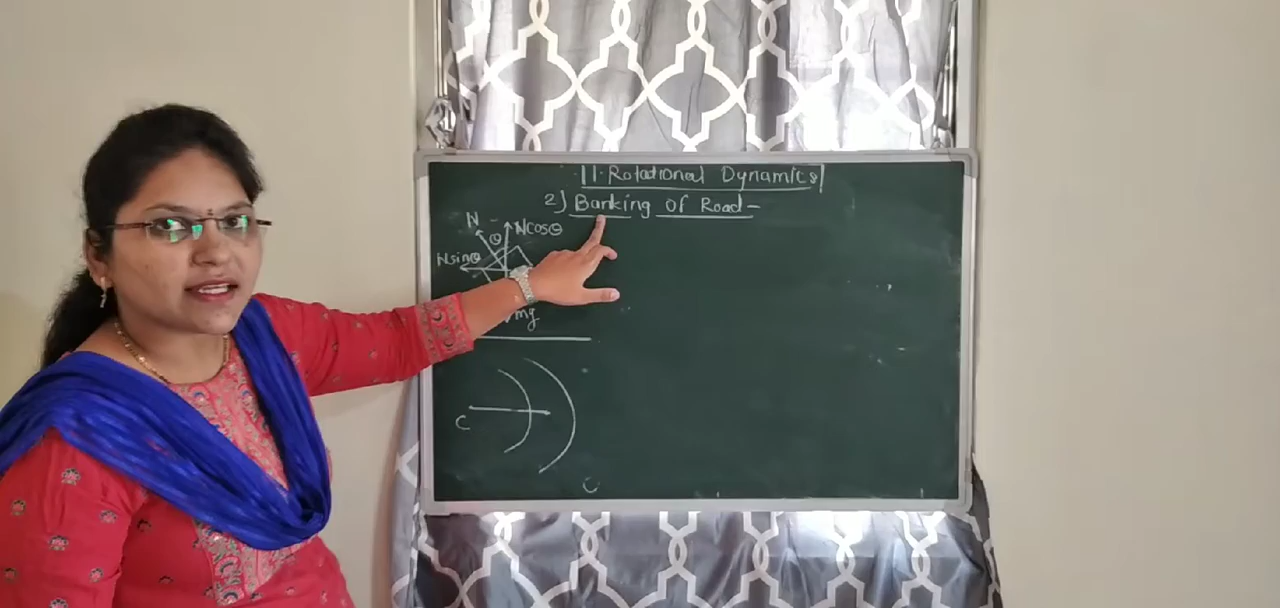 11. Rotational Dynamics
2) Banking of Road -
N
Ncosθ
θ
Nsinθ
mg
C